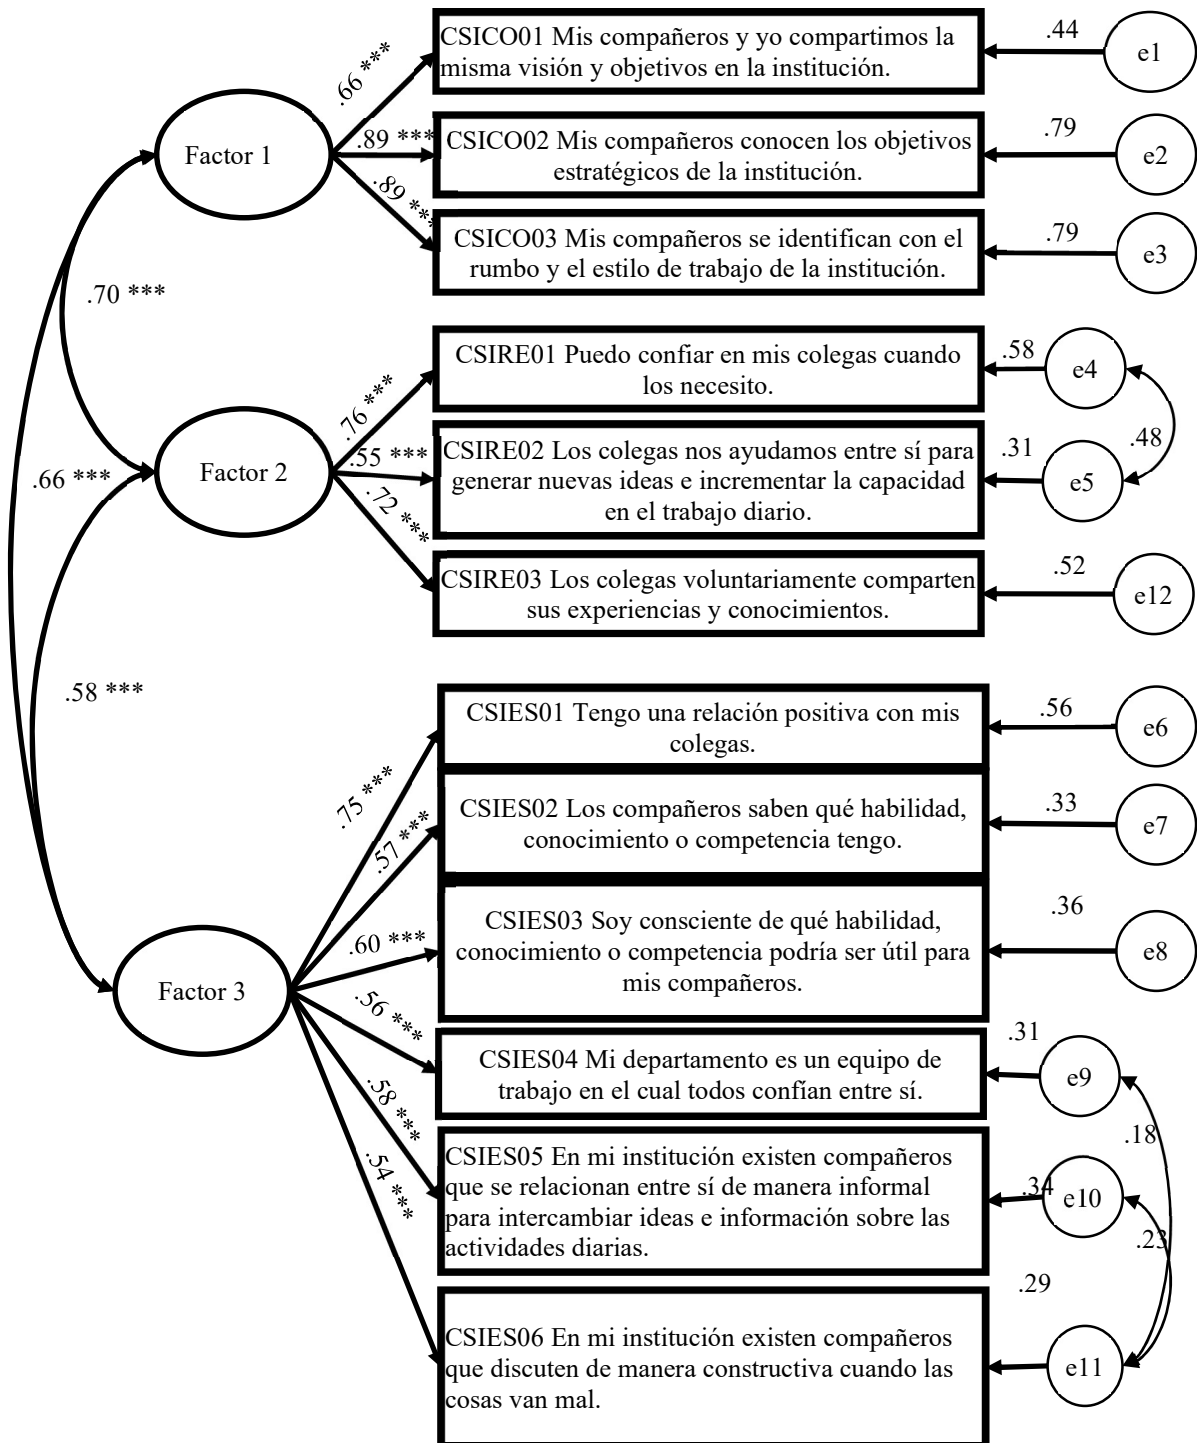 CSICO01 Mis compañeros y yo compartimos la
misma visión y objetivos en la institución.
.44
e1
.66 ***
Factor 1
.89 ***
CSICO02 Mis compañeros conocen los objetivos
estratégicos de la institución.
.79
e2
.89 ***
CSICO03 Mis compañeros se identifican con el
rumbo y el estilo de trabajo de la institución.
.79
e3
.70 ***
CSIRE01 Puedo confiar en mis colegas cuando
los necesito.
.58
e4
.76 ***
Factor 2
.55 ***
CSIRE02 Los colegas nos ayudamos entre sí para
generar nuevas ideas e incrementar la capacidad
en el trabajo diario.
.31
e5
.48
.66 ***
.72 ***
CSIRE03 Los colegas voluntariamente comparten
sus experiencias y conocimientos.
.52
e12
.58 ***
CSIES01 Tengo una relación positiva con mis
colegas.
.56
e6
.75 ***
CSIES02 Los compañeros saben qué habilidad,
conocimiento o competencia tengo.
.33
e7
.57 ***
CSIES03 Soy consciente de qué habilidad,
conocimiento o competencia podría ser útil para
mis compañeros.
.36
e8
.60 ***
Factor 3
.56 ***
CSIES04 Mi departamento es un equipo de
trabajo en el cual todos confían entre sí.
.31
e9
.58 ***
.18
CSIES05 En mi institución existen compañeros
que se relacionan entre sí de manera informal
para intercambiar ideas e información sobre las
actividades diarias.
.34
e10
.23
.54 ***
.29
CSIES06 En mi institución existen compañeros
que discuten de manera constructiva cuando las
cosas van mal.
e11